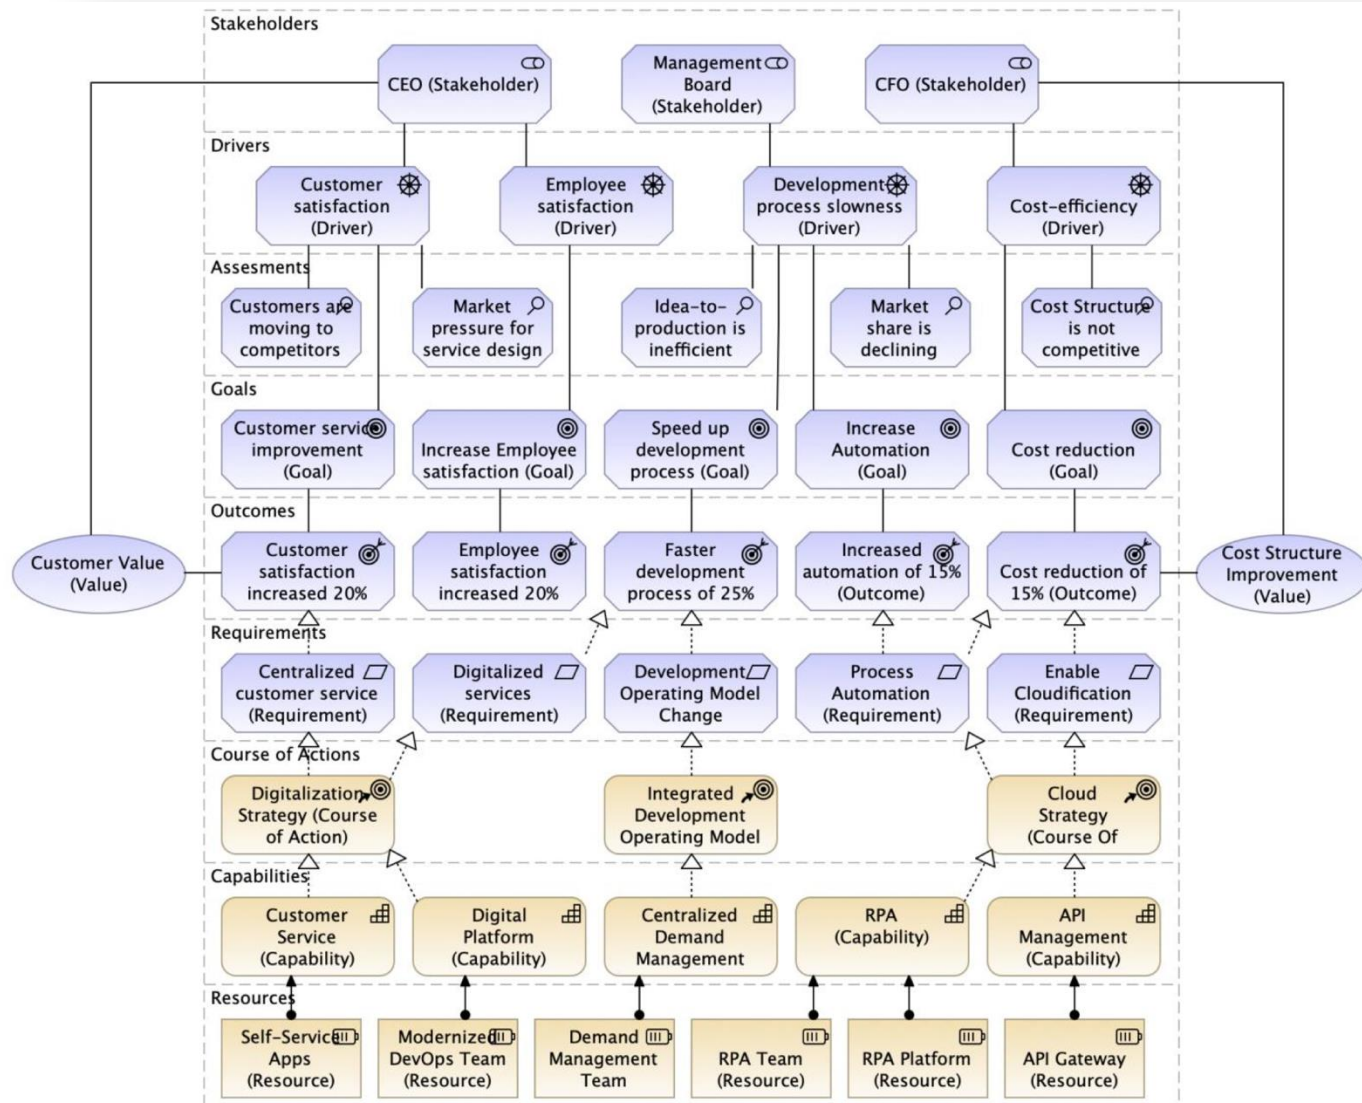 Stakeholders
CEO (Stakeholder)
Management
Board
(Stakeholder)
CFO (Stakeholder)
Drivers
Customer
satisfaction
(Driver)
Employee
satisfaction
(Driver)
Development
process slowness
(Driver)
Cost-efficiency
(Driver)
Assesments
Customers are
moving to
competitors
Market
pressure for
service design
Idea-to-
production is
inefficient
Market
share is
declining
Cost Structure
is not
competitive
Goals
Customer service
improvement
(Goal)
Increase Employee
satisfaction (Goal)
Speed up
development
process (Goal)
Increase
Automation
(Goal)
Cost reduction
(Goal)
Outcomes
Customer Value
(Value)
Customer
satisfaction
increased 20%
Employee
satisfaction
increased 20%
Faster
development
process of 25%
Increased
automation of 15%
(Outcome)
Cost reduction of
15% (Outcome)
Cost Structure
Improvement
(Value)
Requirements
Centralized
customer service
(Requirement)
Digitalized
services
(Requirement)
Development
Operating Model
Change
Process
Automation
(Requirement)
Enable
Cloudification
(Requirement)
Course of Actions
Digitalization
Strategy (Course
of Action)
Integrated
Development
Operating Model
Cloud
Strategy
(Course Of
Capabilities
Customer
Service
(Capability)
Digital
Platform
(Capability)
Centralized
Demand
Management
RPA
(Capability)
API
Management
(Capability)
Resources
Self-Service
Apps
(Resource)
Modernized
DevOps Team
(Resource)
Demand
Management
Team
RPA Team
(Resource)
RPA Platform
(Resource)
API Gateway
(Resource)